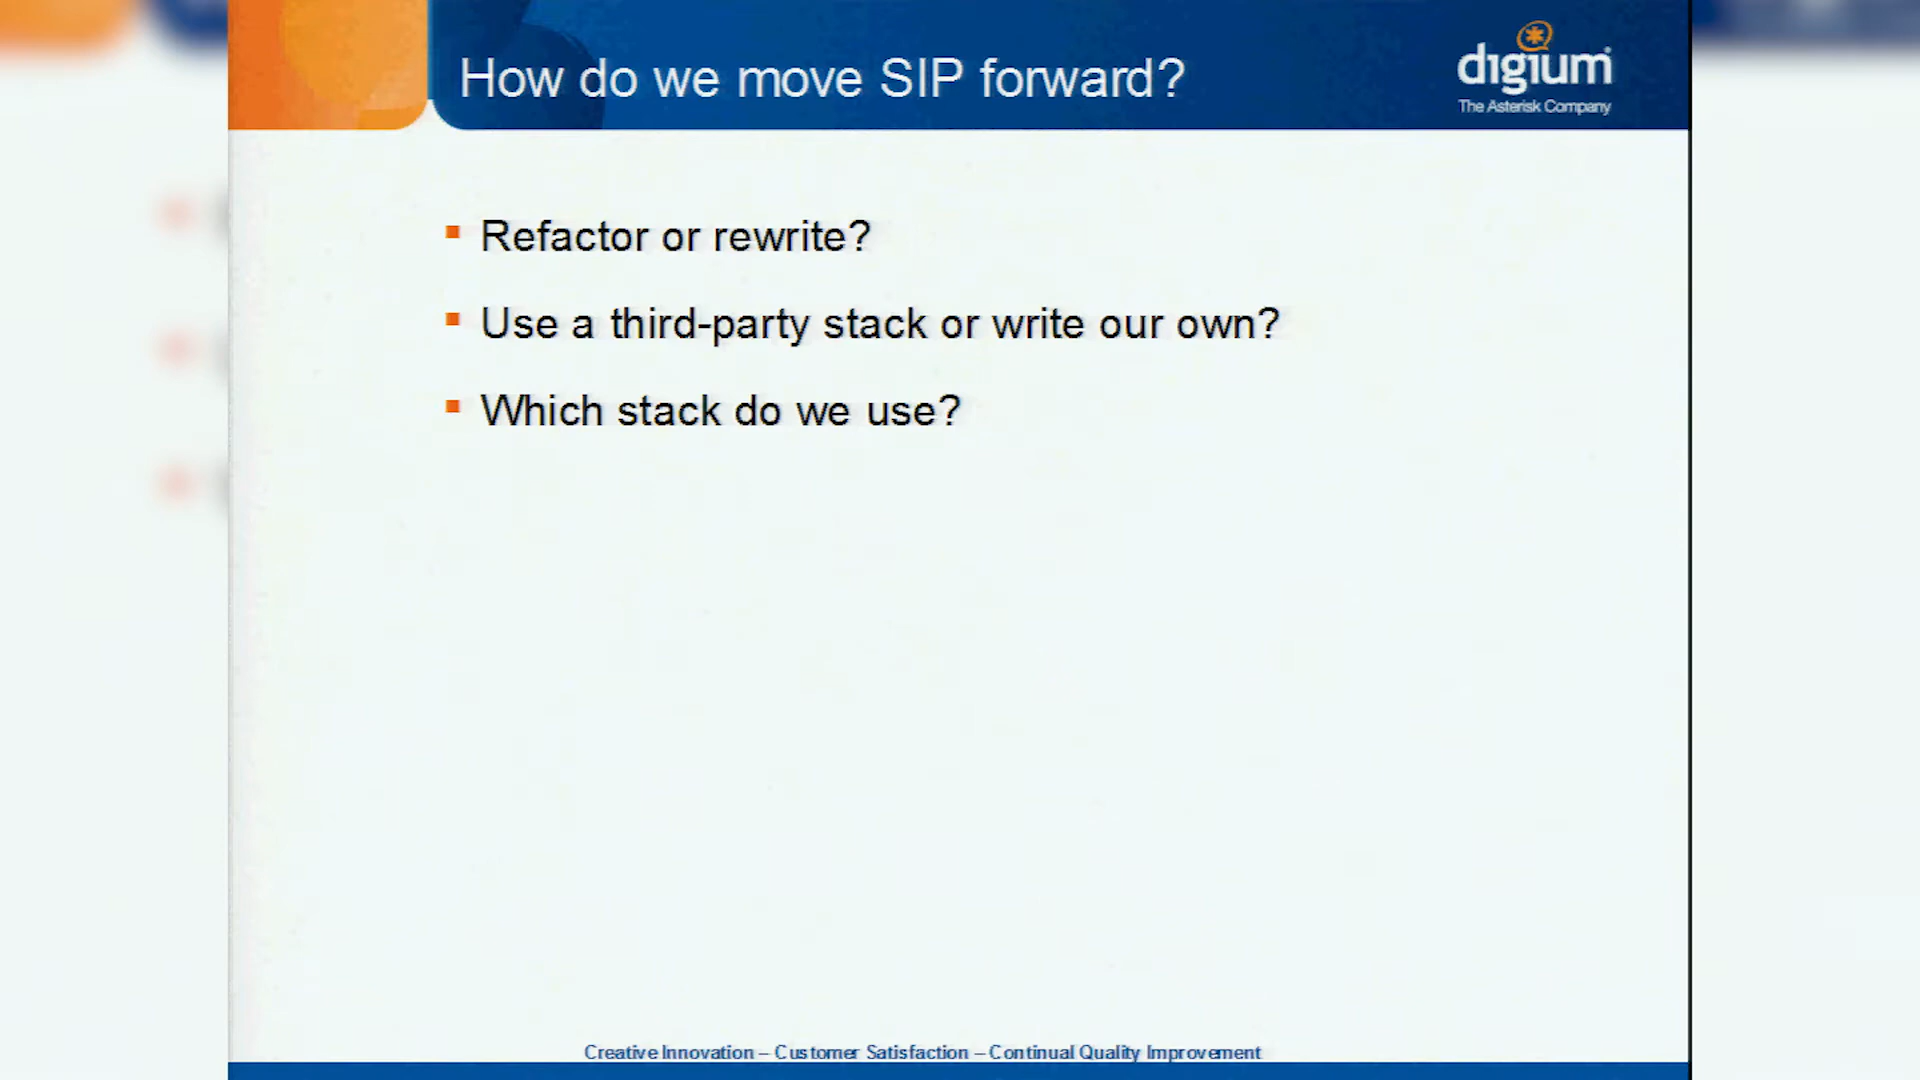 How do we move SIP forward?
digium
The Asterisk Company
Refactor or rewrite?
Use a third-party stack or write our own?
Which stack do we use?
Creative Innovation – Customer Satisfaction – Continual Quality Improvement